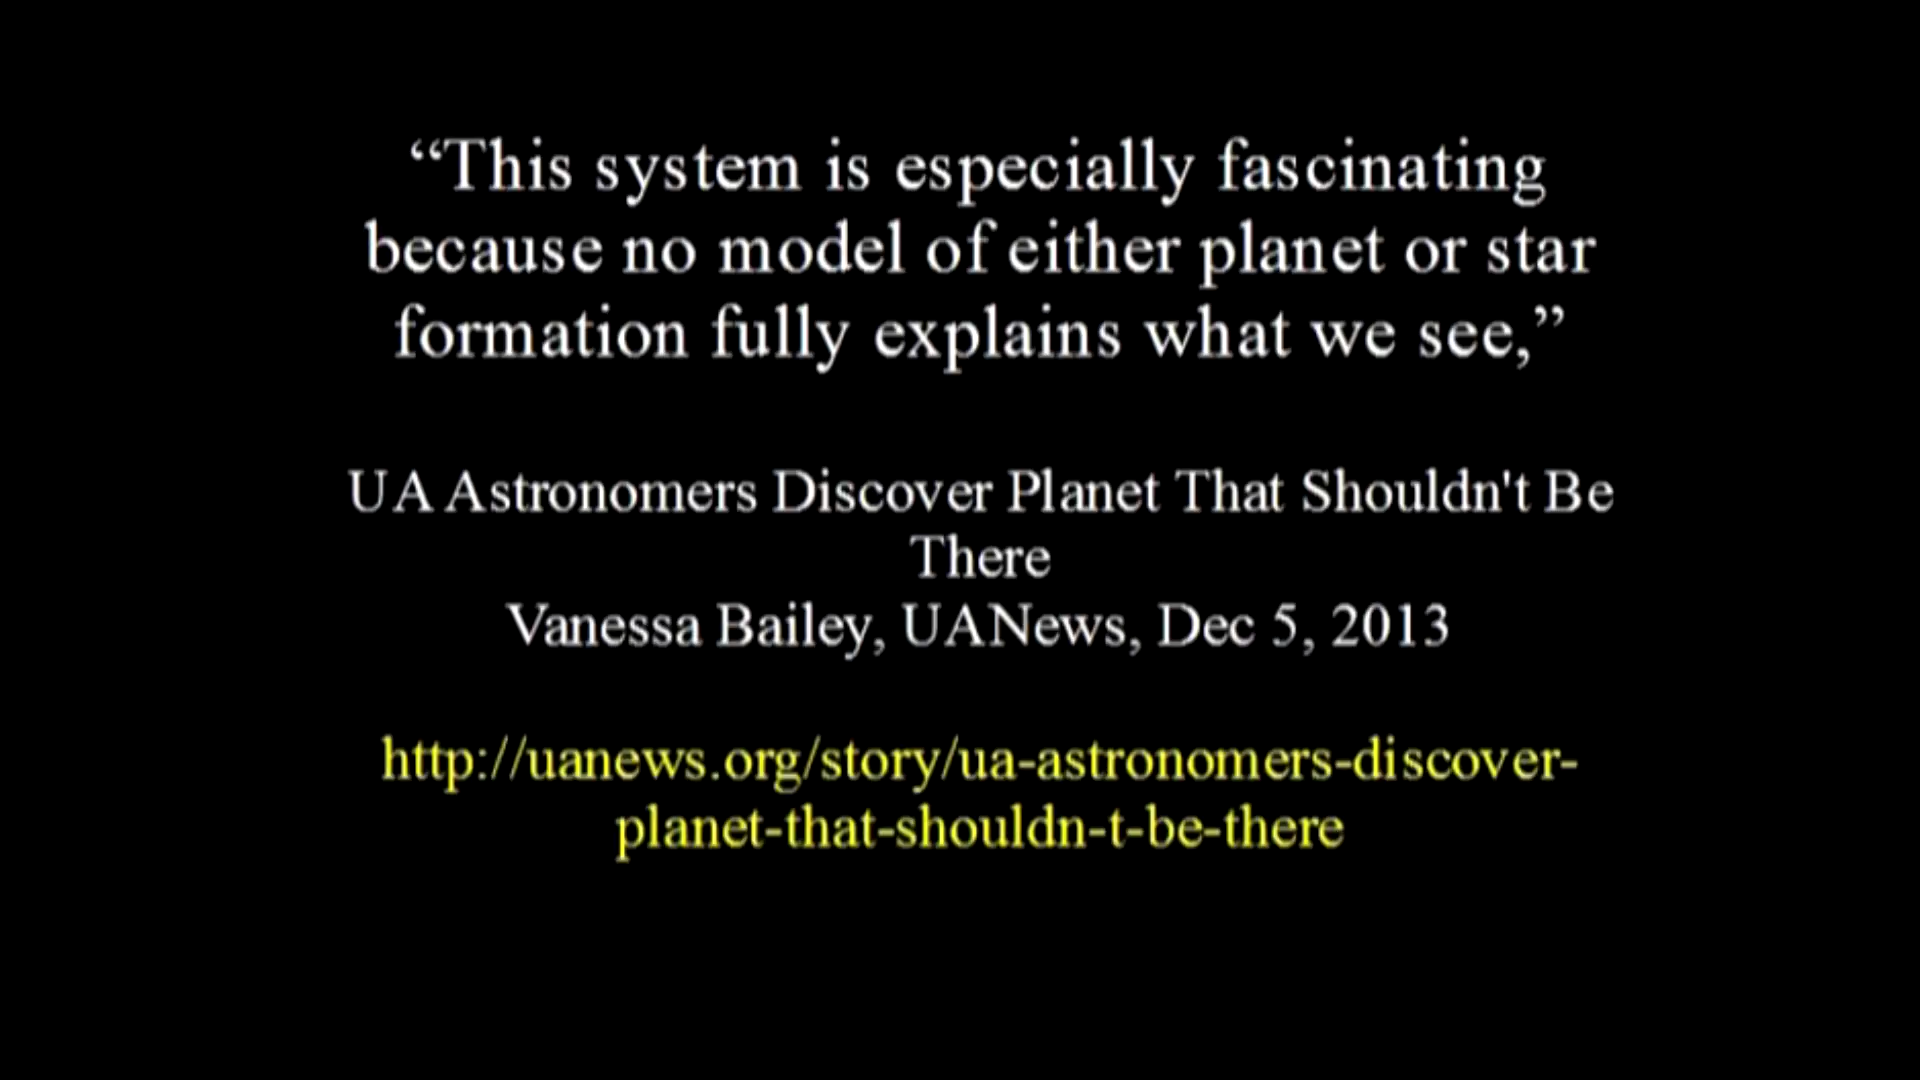 “This system is especially fascinating
because no model of either planet or star
formation fully explains what we see,”
UA Astronomers Discover Planet That Shouldn't Be
There
Vanessa Bailey, UANews, Dec 5, 2013
http://uanews.org/story/ua-astronomers-discover-
planet-that-shouldn-t-be-there